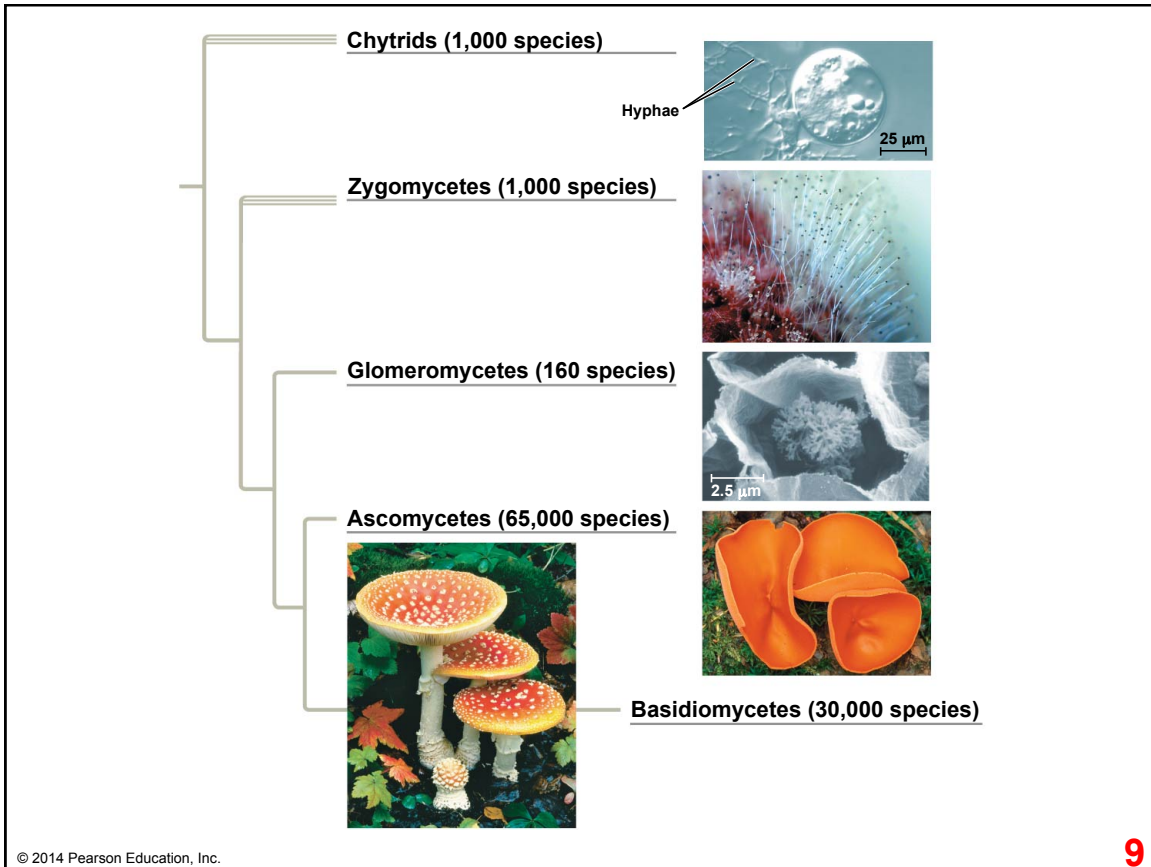 Chytrids (1,000 species)
Hyphae
25 μm
Zygomycetes (1,000 species)
Glomeromycetes (160 species)
2.5 μm
Ascomycetes (65,000 species)
Basidiomycetes (30,000 species)
© 2014 Pearson Education, Inc.
9